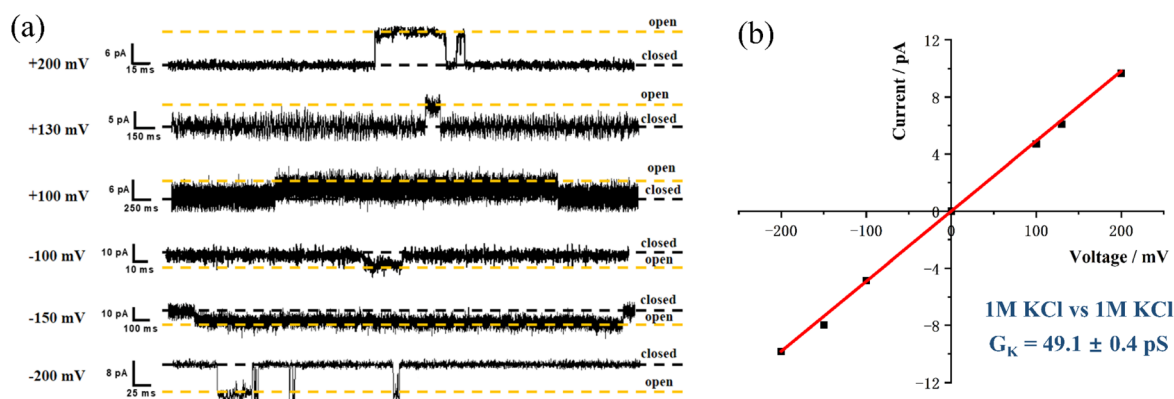 (a)
+200 mV
6 pA
15 ms
open
closed
+130 mV
5 pA
150 ms
open
closed
+100 mV
6 pA
250 ms
open
closed
-100 mV
10 pA
10 ms
closed
open
-150 mV
10 pA
100 ms
closed
open
-200 mV
8 pA
25 ms
closed
open
(b)
Current / pA
12
8
4
0
−4
−8
−12
−200
−100
0
100
200
Voltage / mV
1M KCl vs 1M KCl
G_K = 49.1 ± 0.4 pS